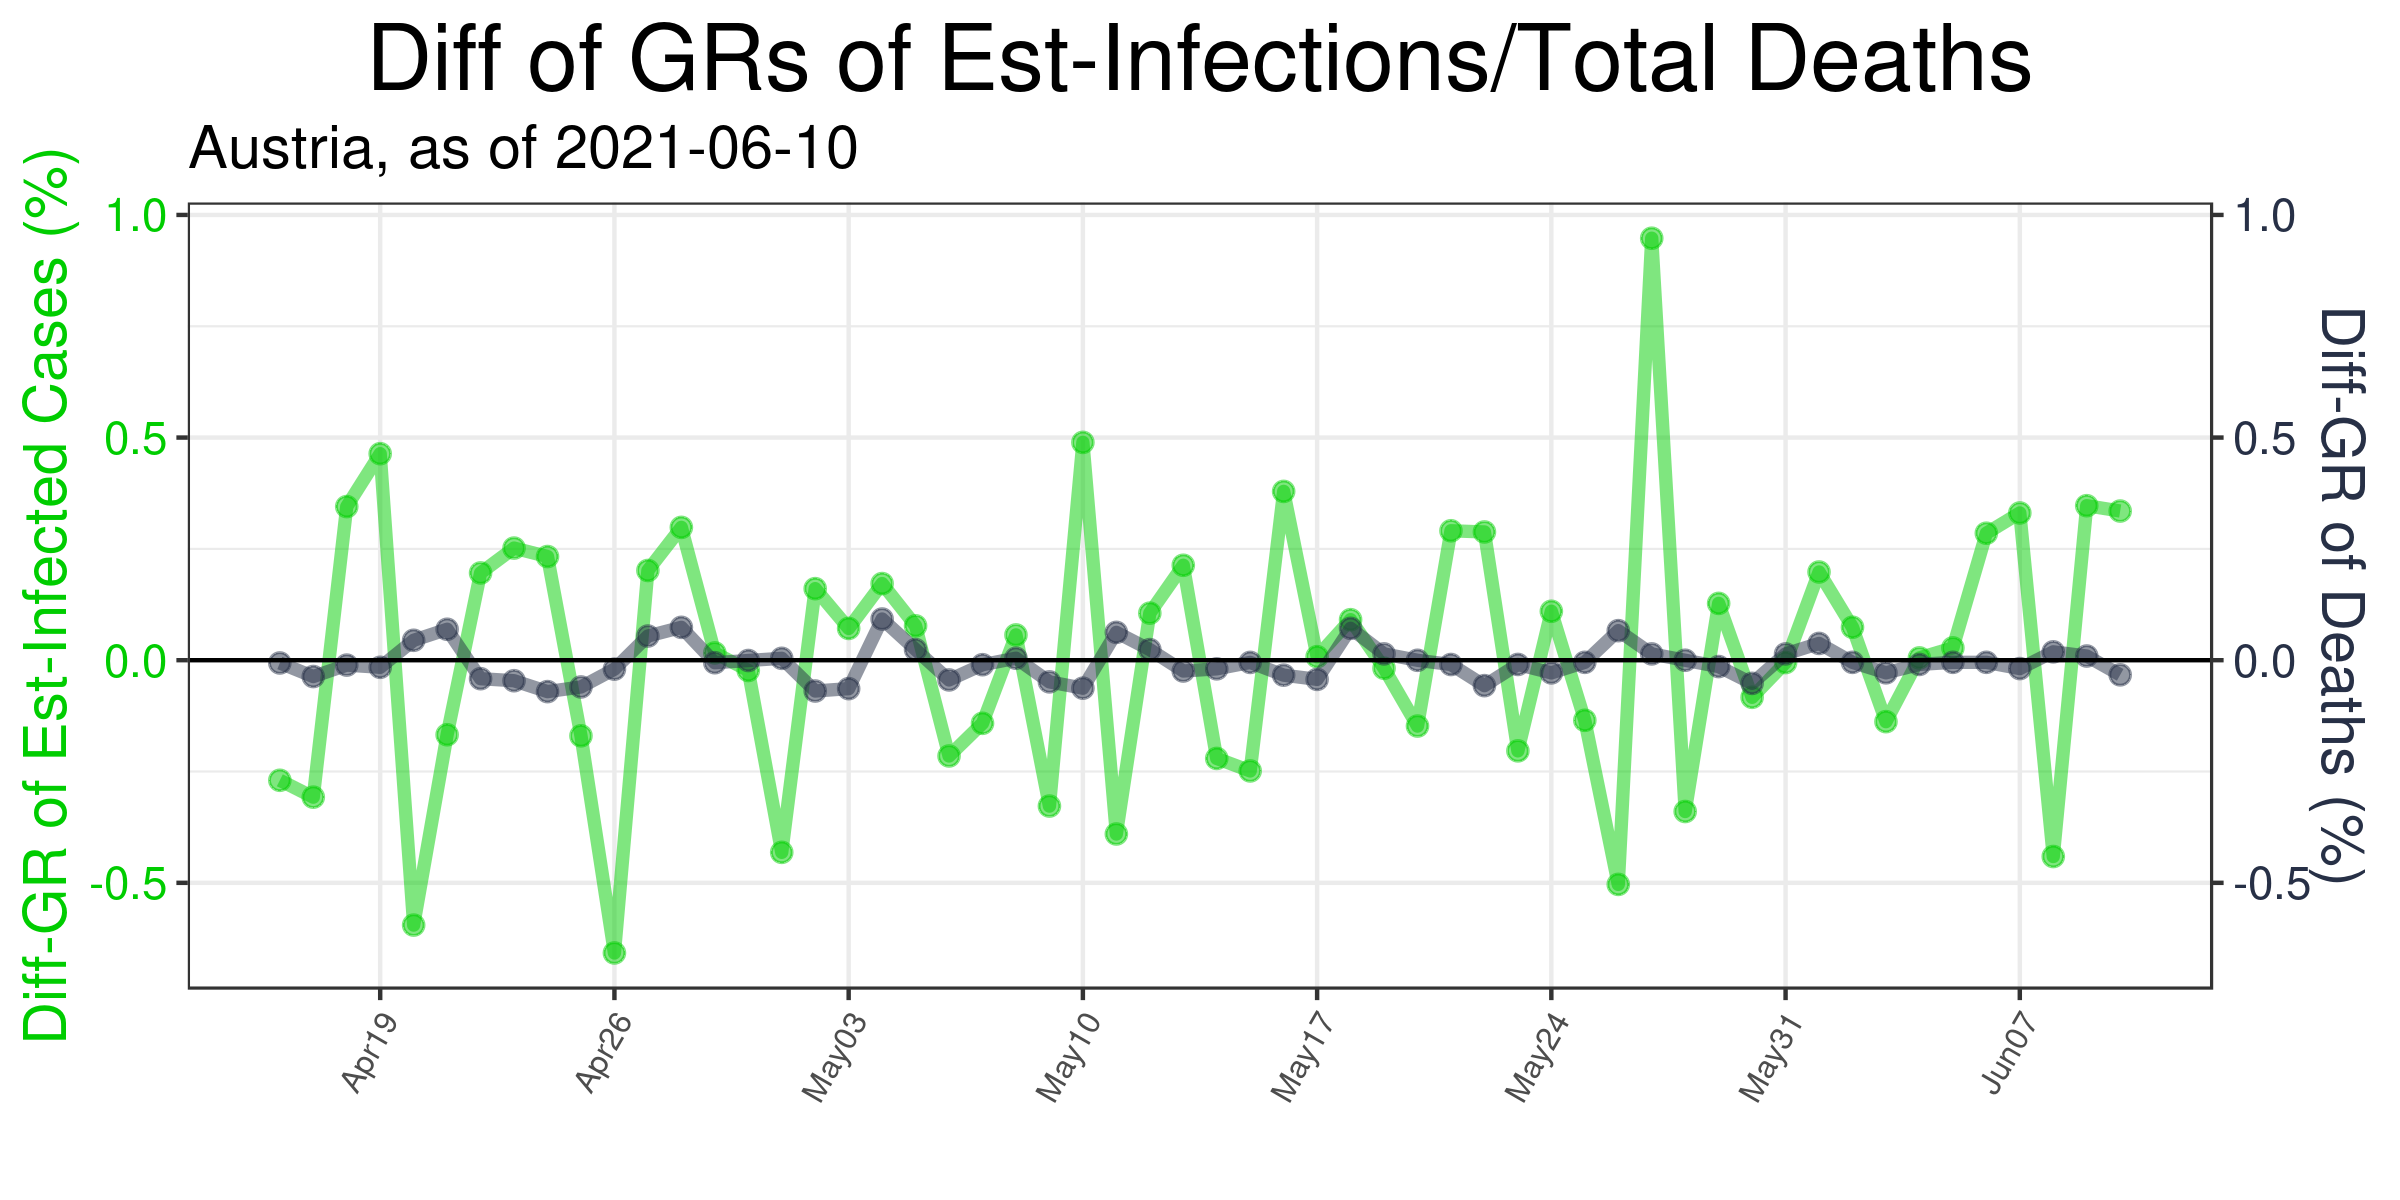 Diff of GRs of Est-Infections/Total Deaths
Austria, as of 2021-06-10
Diff-GR of Est-Infected Cases (%)
1.0
0.5
0.0
-0.5
1.0
0.5
0.0
-0.5
Diff-GR of Deaths (%)
Apr19
Apr26
May03
May10
May17
May24
May31
Jun07